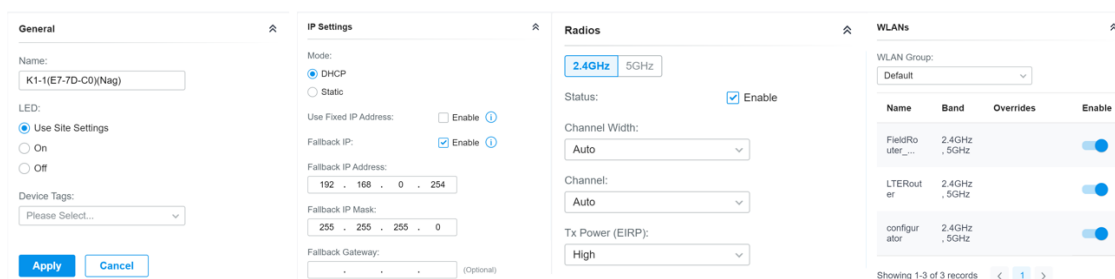 General
Name:
K1-1(E7-7D-C0)(Nag)
LED:
Use Site Settings
On
Off
Device Tags:
Please Select...
Apply Cancel
IP Settings
Mode:
DHCP
Static
Use Fixed IP Address: Enable
Fallback IP: Enable
Fallback IP Address:
192 . 168 . 0 . 254
Fallback IP Mask:
255 . 255 . 255 . 0
Fallback Gateway:
. . . (Optional)
Radios
2.4GHz 5GHz
Status: Enable
Channel Width:
Auto
Channel:
Auto
Tx Power (EIRP):
High
WLANs
WLAN Group:
Default
Name Band Overrides Enable
FieldRo 2.4GHz
uter_... , 5GHz
LTERout 2.4GHz
er , 5GHz
configur 2.4GHz
ator , 5GHz
Showing 1-3 of 3 records < 1 >